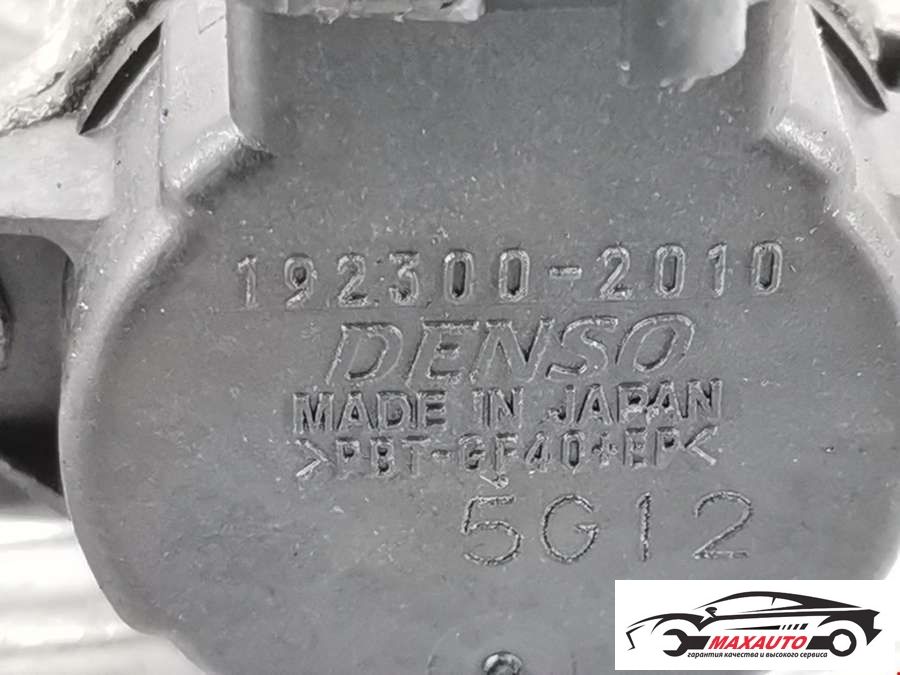 192300-2010
DENSO
MADE IN JAPAN
>PBT-GF40+EP<
5G12
MAXAUTO
гарантия качества и высокого сервиса